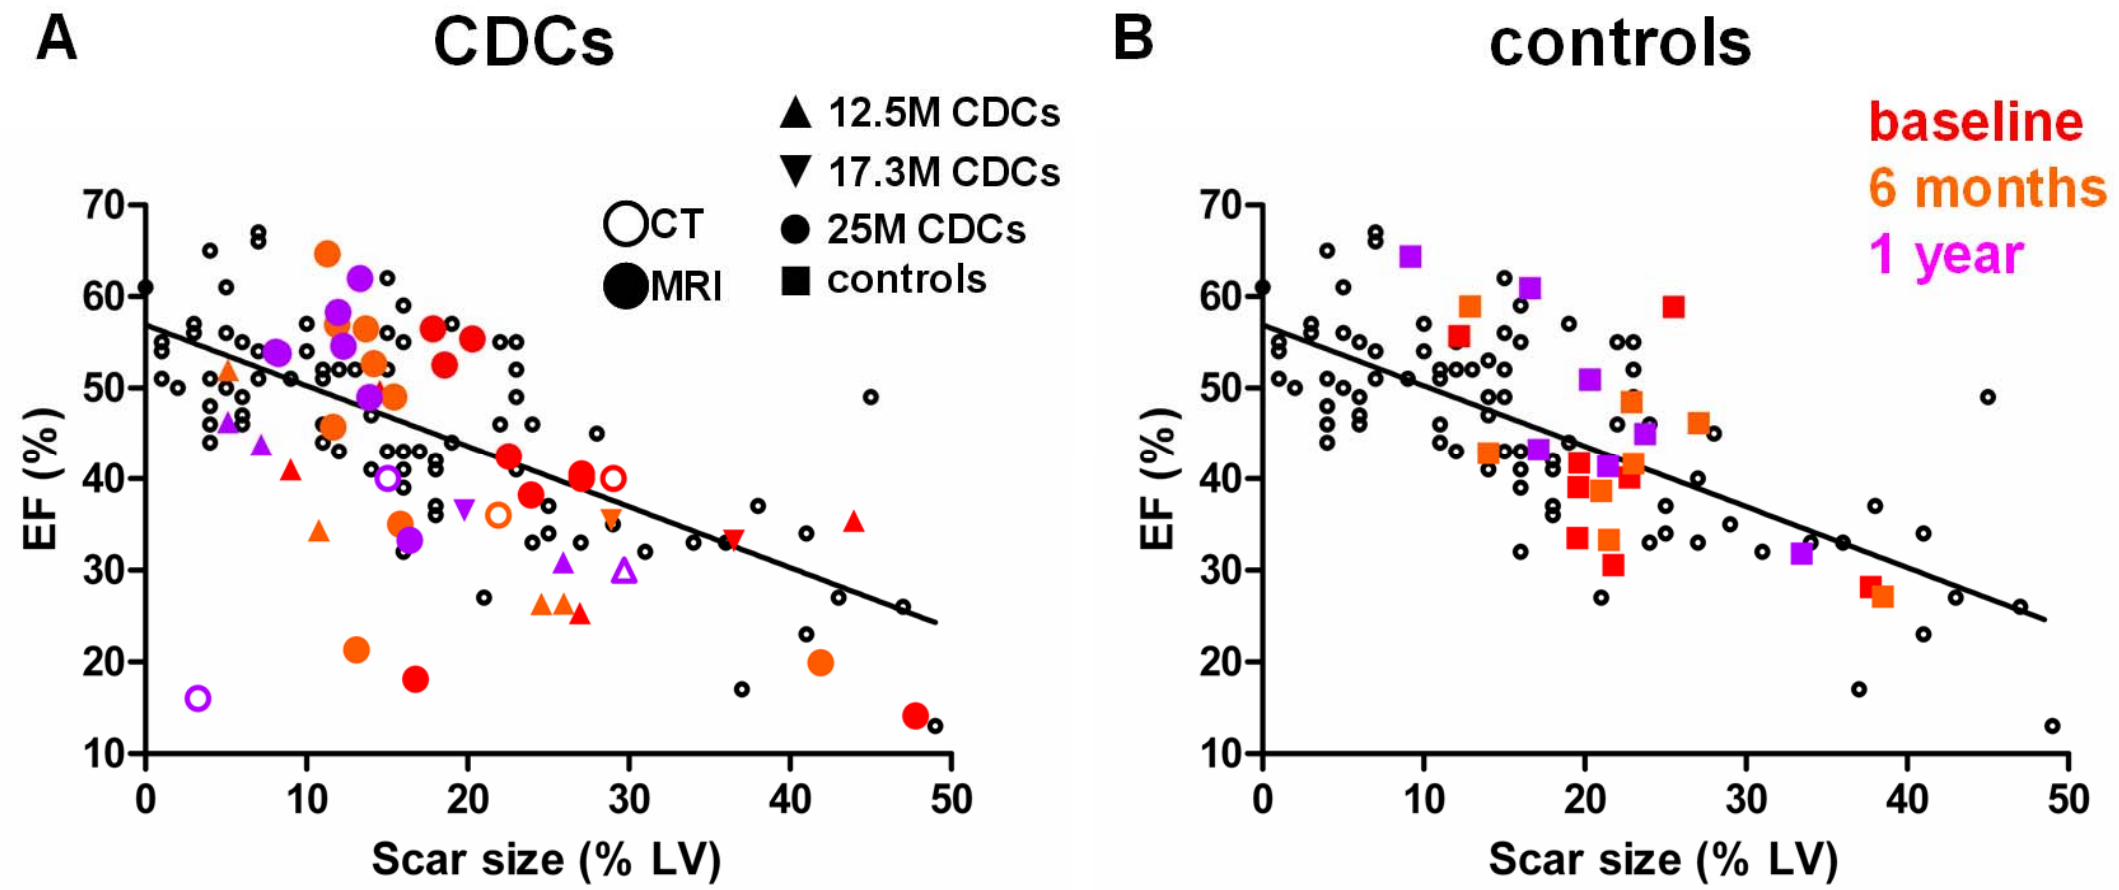 A
CDCs
12.5M CDCs
17.3M CDCs
25M CDCs
controls
CT
MRI
70
60
50
40
30
20
10
0
10
20
30
40
50
EF (%)
Scar size (% LV)
B
controls
baseline
6 months
1 year
70
60
50
40
30
20
10
0
10
20
30
40
50
EF (%)
Scar size (% LV)